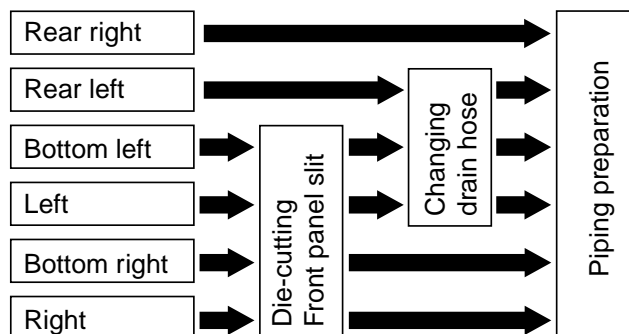 Rear right
Rear left
Bottom left
Left
Bottom right
Right
Die-cutting
Front panel slit
Changing
drain hose
Piping preparation